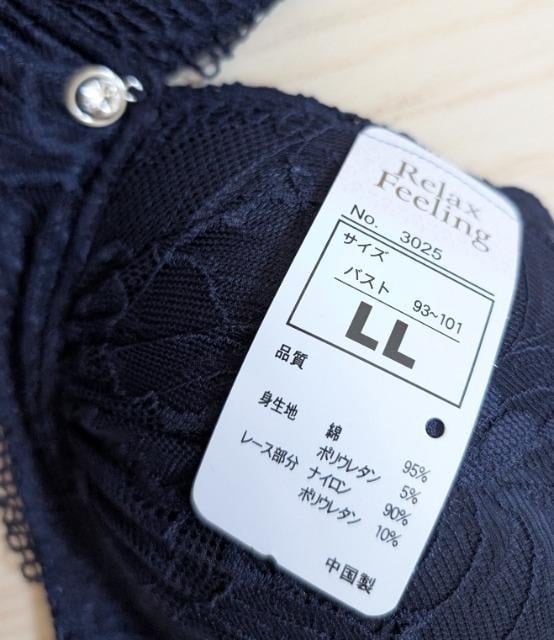 Relax
Feeling
No. 3025
サイズ
バスト 93~101
LL
品質
身生地 綿 95%
ポリウレタン 5%
レース部分 ナイロン 90%
ポリウレタン 10%
中国製